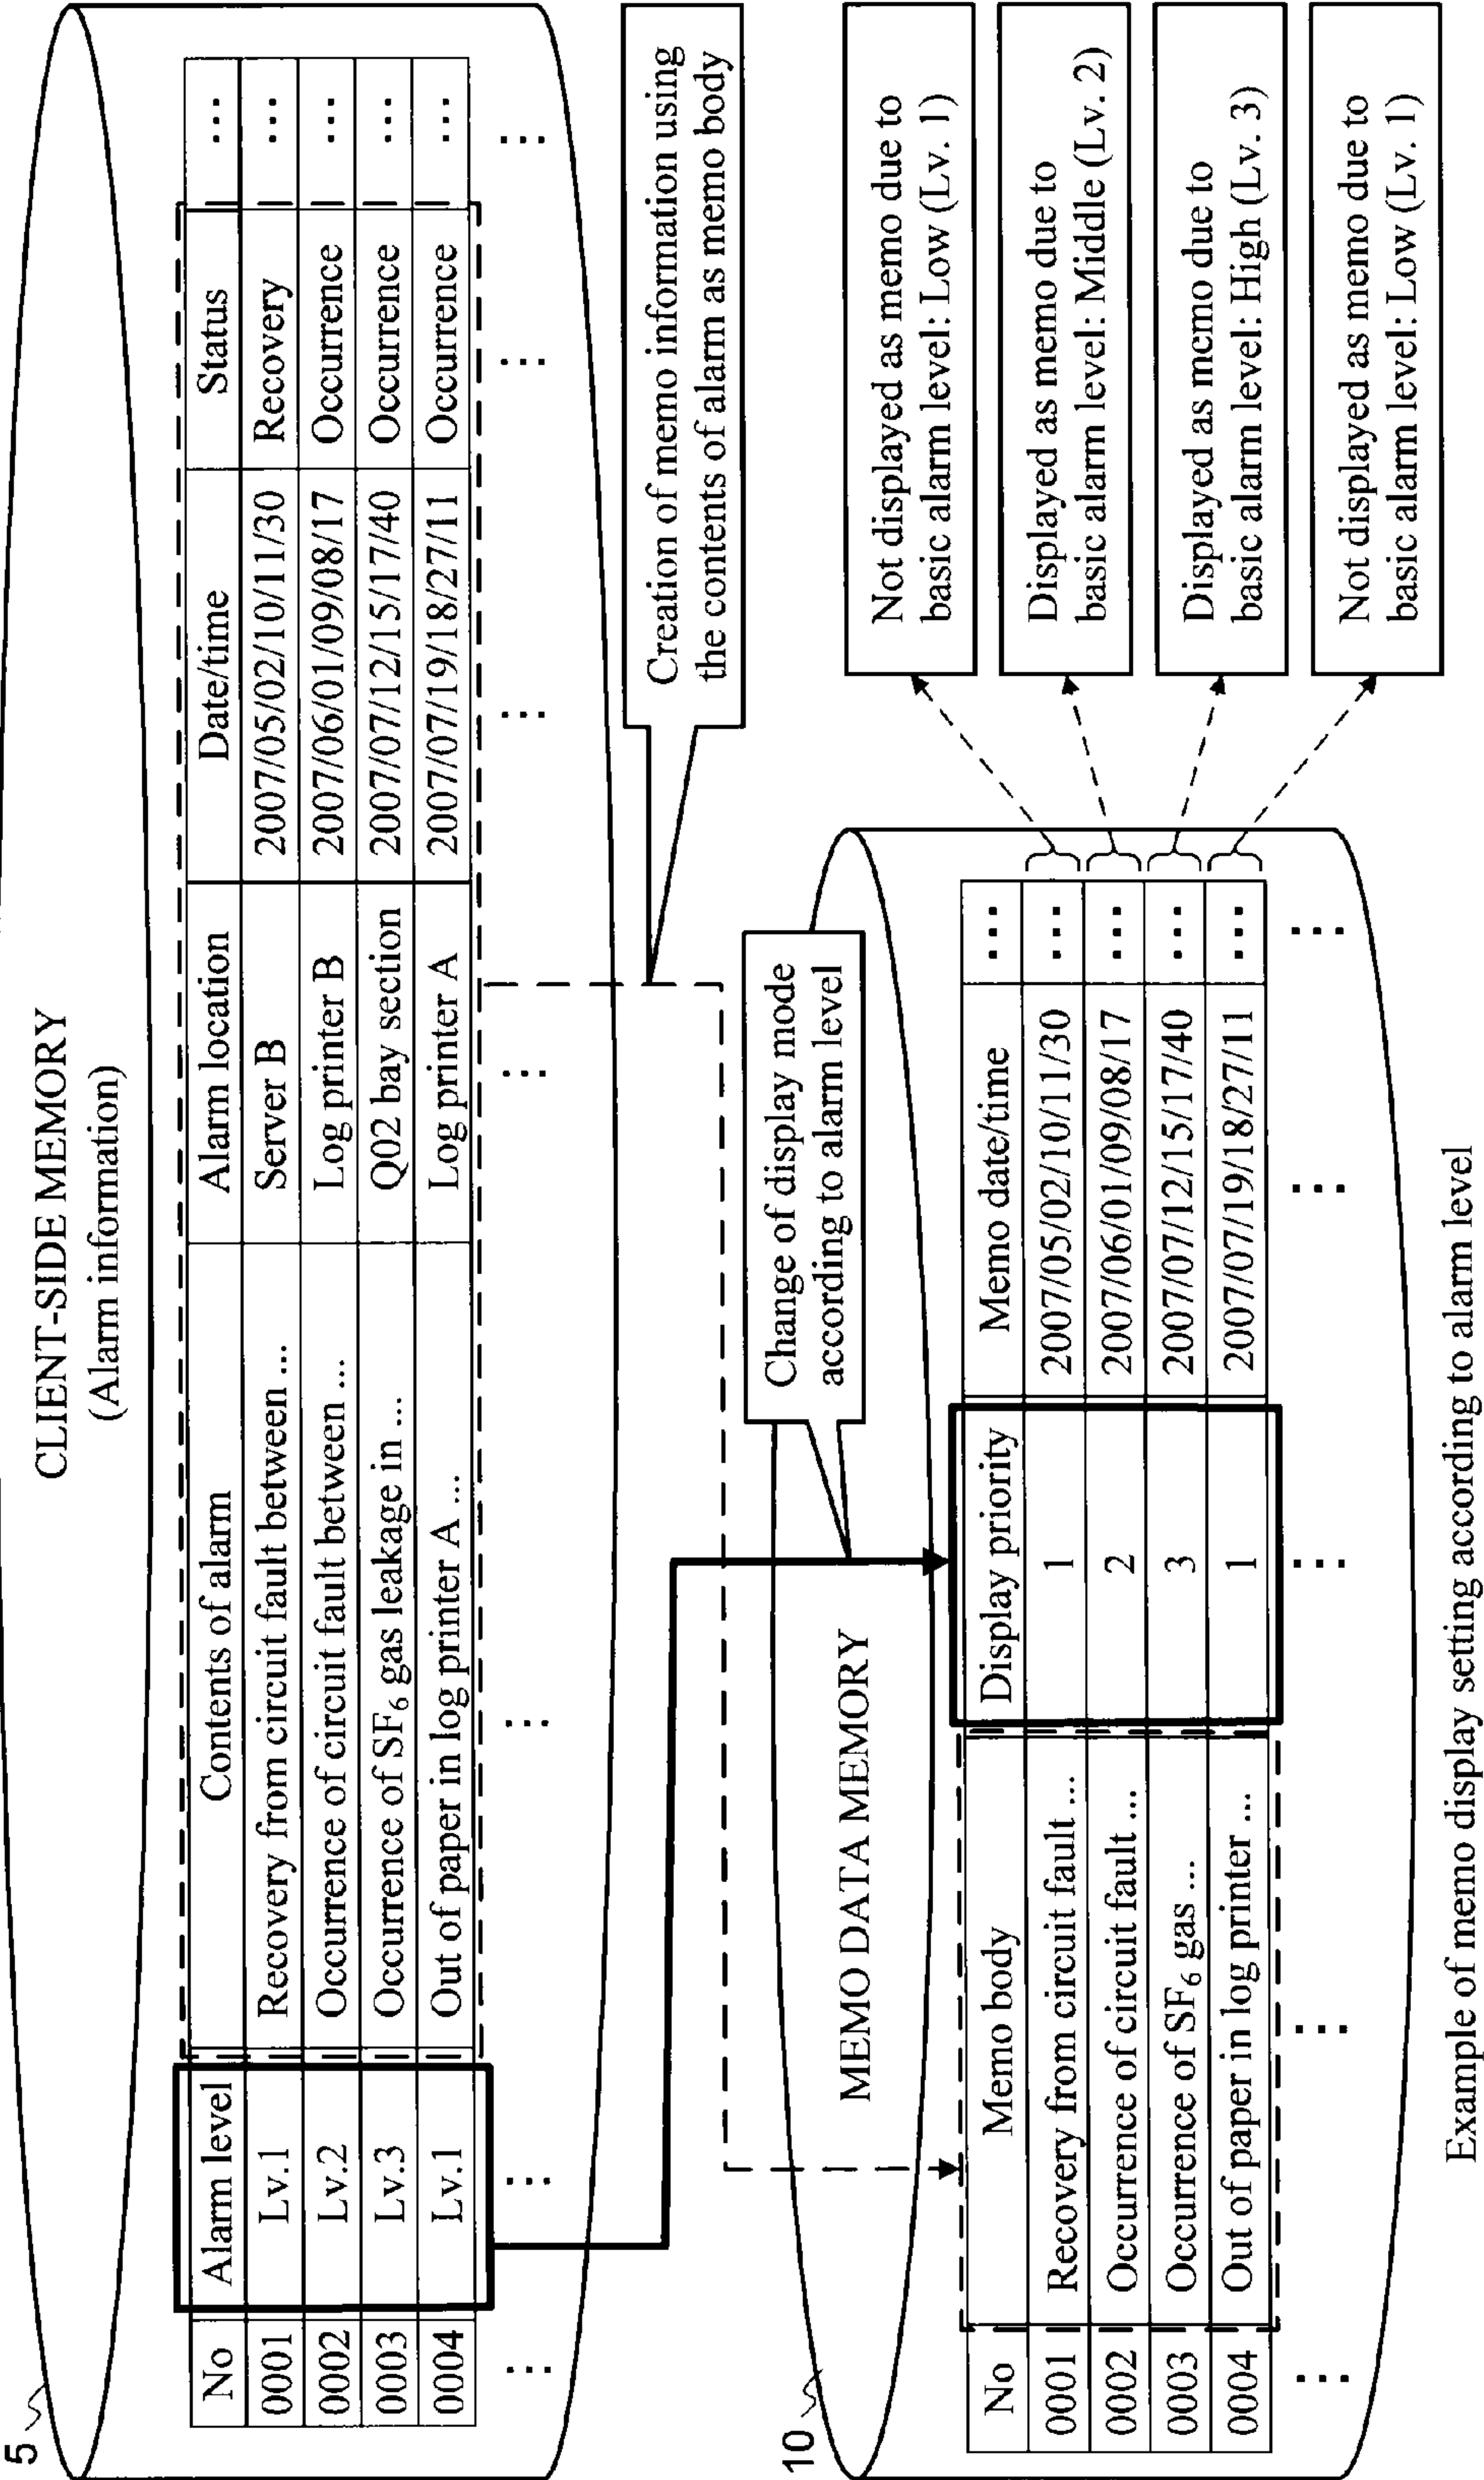 5
CLIENT-SIDE MEMORY
(Alarm information)
No Alarm level Contents of alarm Alarm location Date/time Status ...
0001 Lv.1 Recovery from circuit fault between ... Server B 2007/05/02/10/11/30 Recovery ...
0002 Lv.2 Occurrence of circuit fault between ... Log printer B 2007/06/01/09/08/17 Occurrence ...
0003 Lv.3 Occurrence of SF₆ gas leakage in ... Q02 bay section 2007/07/12/15/17/40 Occurrence ...
0004 Lv.1 Out of paper in log printer A ... Log printer A 2007/07/19/18/27/11 Occurrence ...
... ... ... ... ... ... ...
Creation of memo information using
the contents of alarm as memo body
Change of display mode
according to alarm level
10
MEMO DATA MEMORY
No Memo body Display priority Memo date/time ...
0001 Recovery from circuit fault ... 1 2007/05/02/10/11/30 ...
0002 Occurrence of circuit fault ... 2 2007/06/01/09/08/17 ...
0003 Occurrence of SF₆ gas ... 3 2007/07/12/15/17/40 ...
0004 Out of paper in log printer ... 1 2007/07/19/18/27/11 ...
... ... ... ... ...
Not displayed as memo due to
basic alarm level: Low (Lv. 1)
Displayed as memo due to
basic alarm level: Middle (Lv. 2)
Displayed as memo due to
basic alarm level: High (Lv. 3)
Not displayed as memo due to
basic alarm level: Low (Lv. 1)
Example of memo display setting according to alarm level